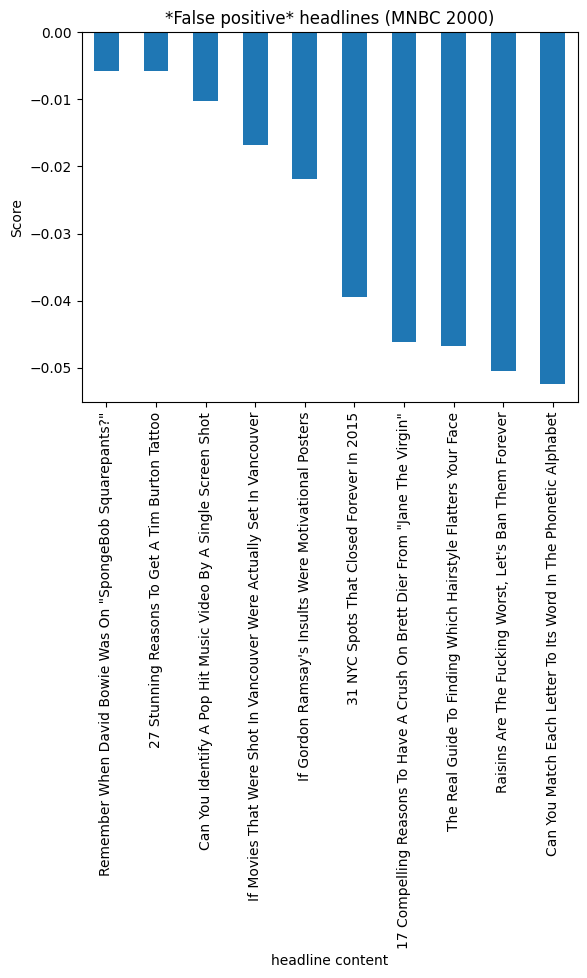 *False positive* headlines (MNBC 2000)
0.00
−0.01
−0.02
−0.03
−0.04
−0.05
Score
Remember When David Bowie Was On "SpongeBob Squarepants?"
27 Stunning Reasons To Get A Tim Burton Tattoo
Can You Identify A Pop Hit Music Video By A Single Screen Shot
If Movies That Were Shot In Vancouver Were Actually Set In Vancouver
If Gordon Ramsay's Insults Were Motivational Posters
31 NYC Spots That Closed Forever In 2015
17 Compelling Reasons To Have A Crush On Brett Dier From "Jane The Virgin"
The Real Guide To Finding Which Hairstyle Flatters Your Face
Raisins Are The Fucking Worst, Let's Ban Them Forever
Can You Match Each Letter To Its Word In The Phonetic Alphabet
headline content